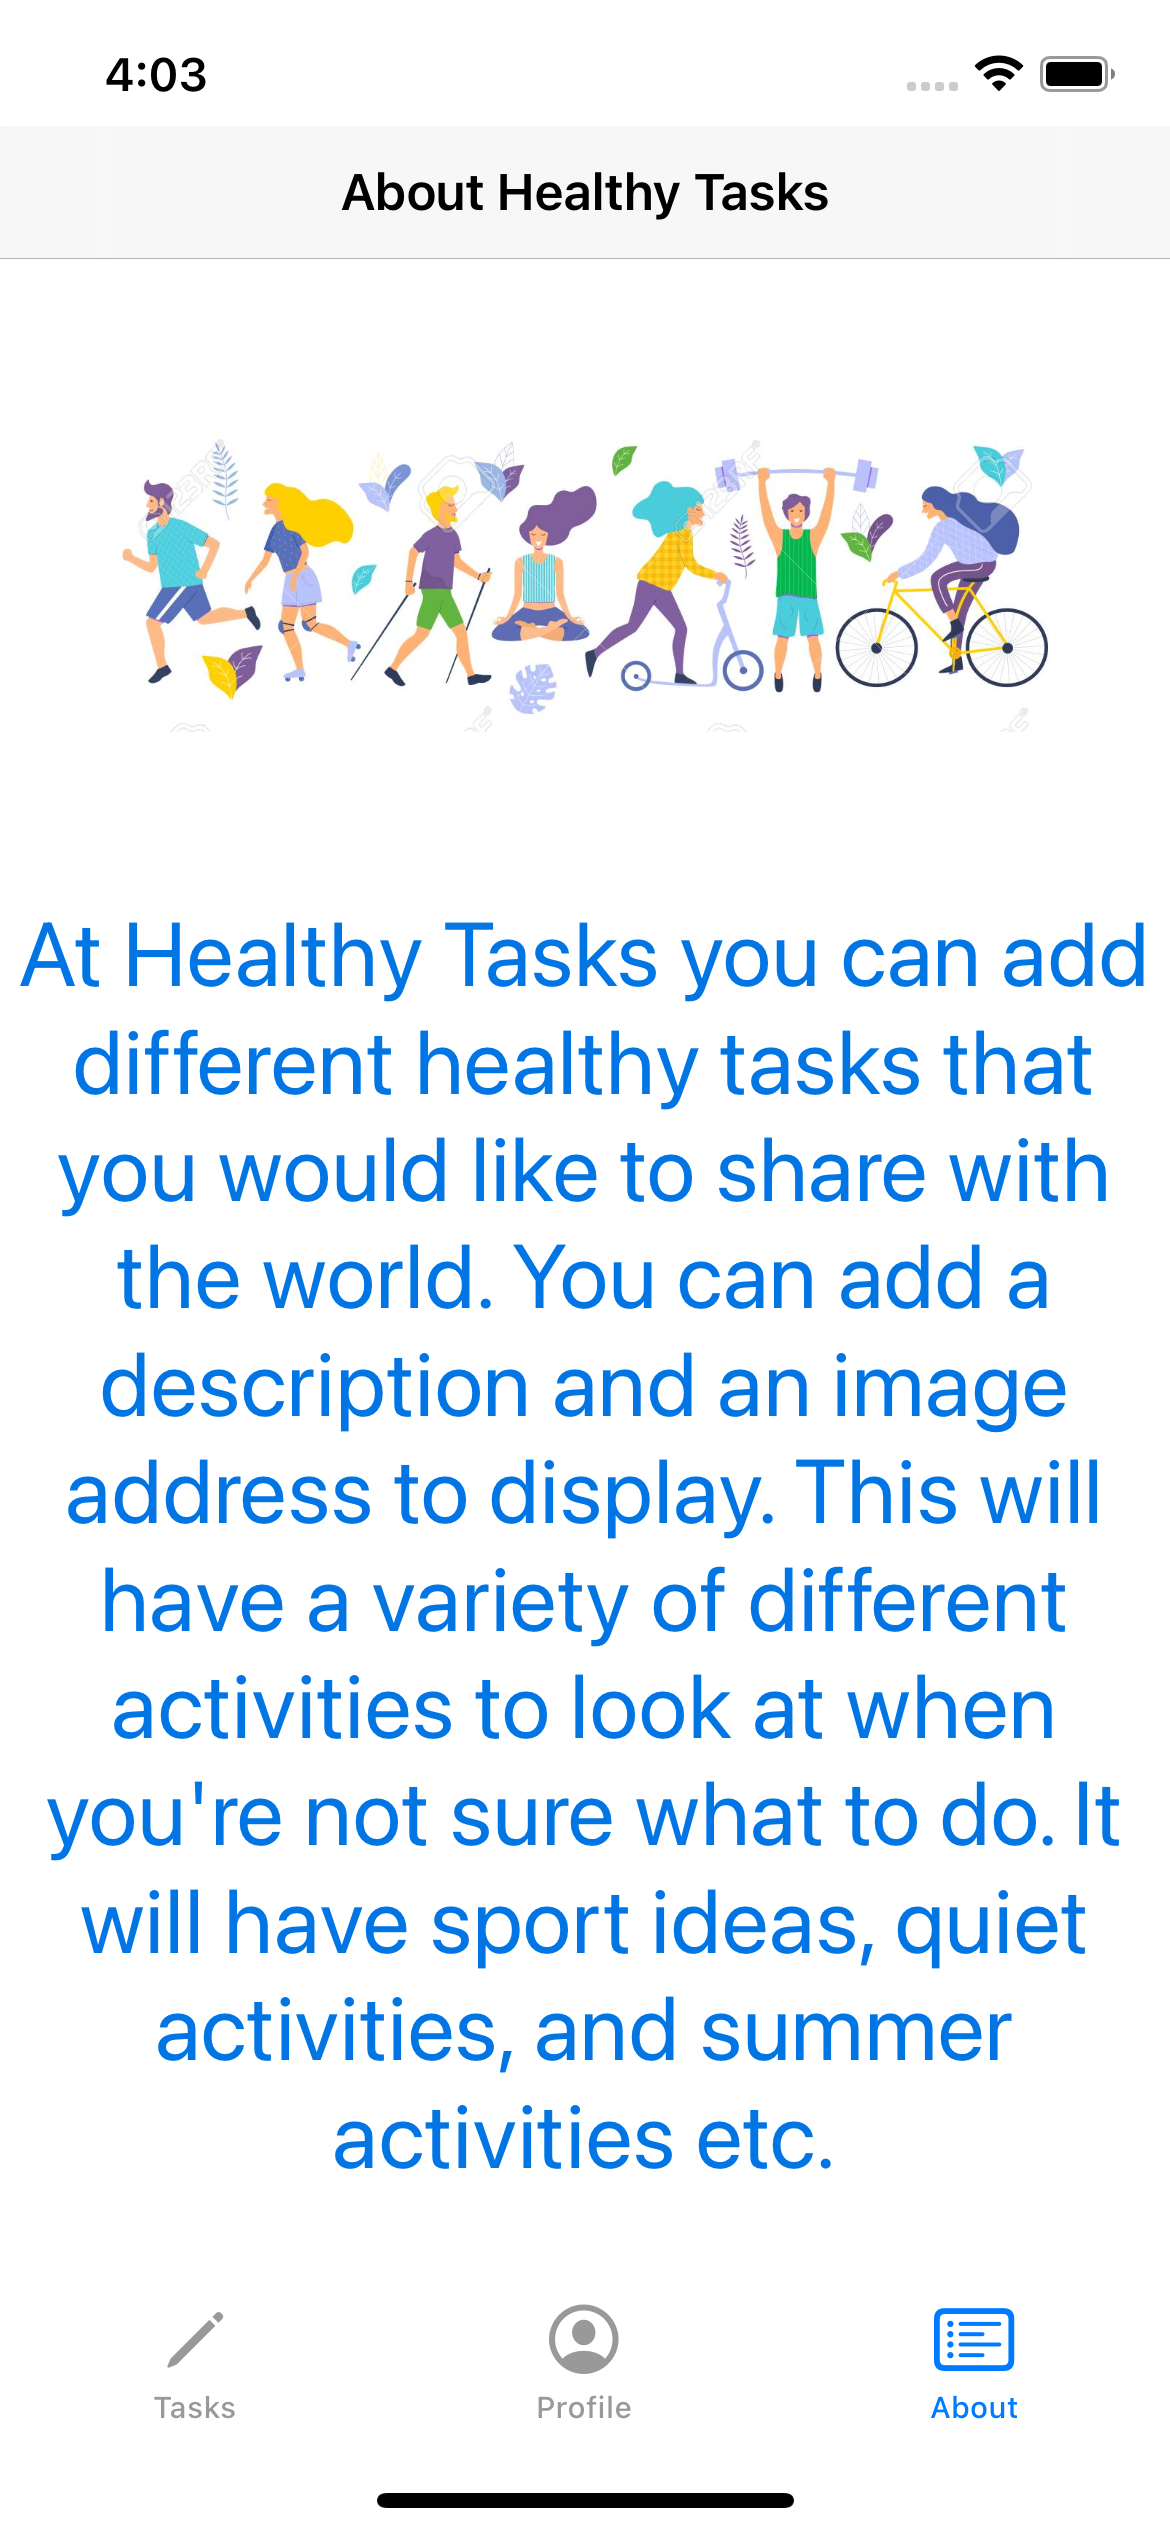 4:03
About Healthy Tasks
At Healthy Tasks you can add
different healthy tasks that
you would like to share with
the world. You can add a
description and an image
address to display. This will
have a variety of different
activities to look at when
you're not sure what to do. It
will have sport ideas, quiet
activities, and summer
activities etc.
Tasks
Profile
About